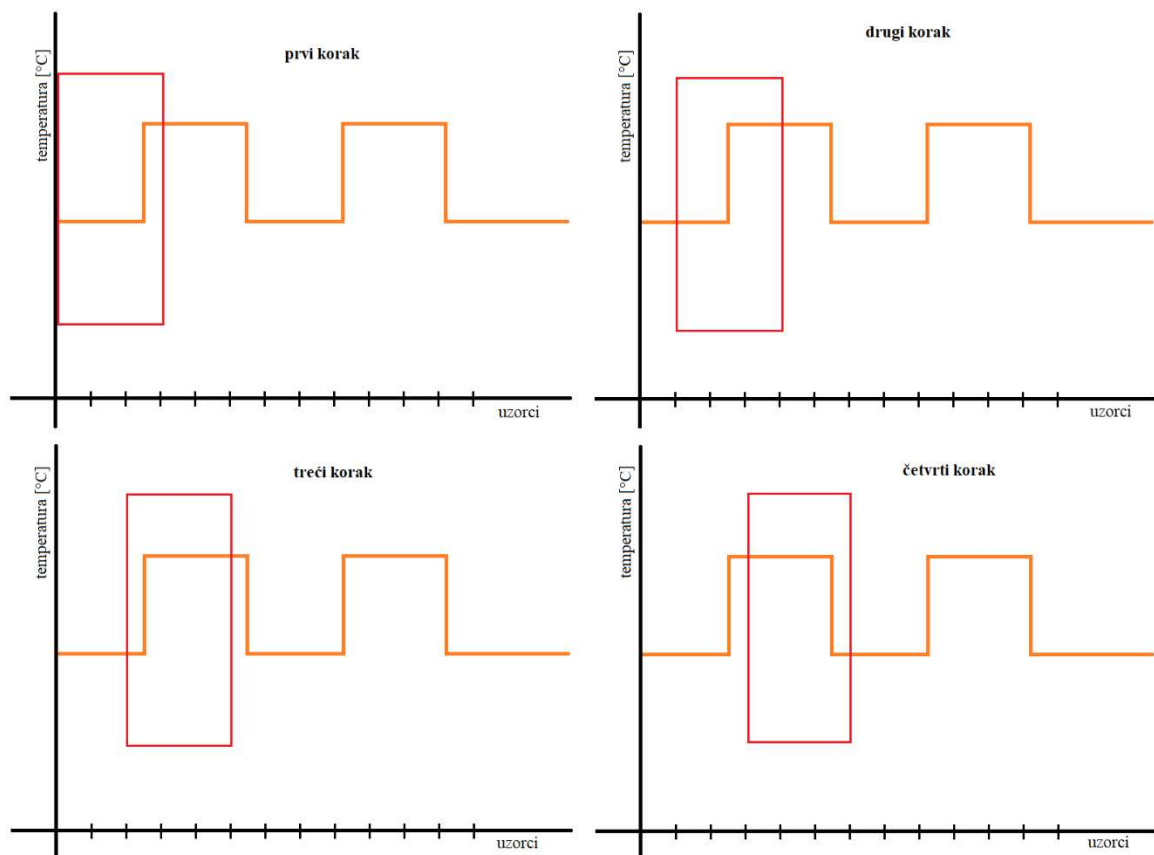 prvi korak
temperatura [°C]
uzorci
drugi korak
temperatura [°C]
uzorci
treći korak
temperatura [°C]
uzorci
četvrti korak
temperatura [°C]
uzorci